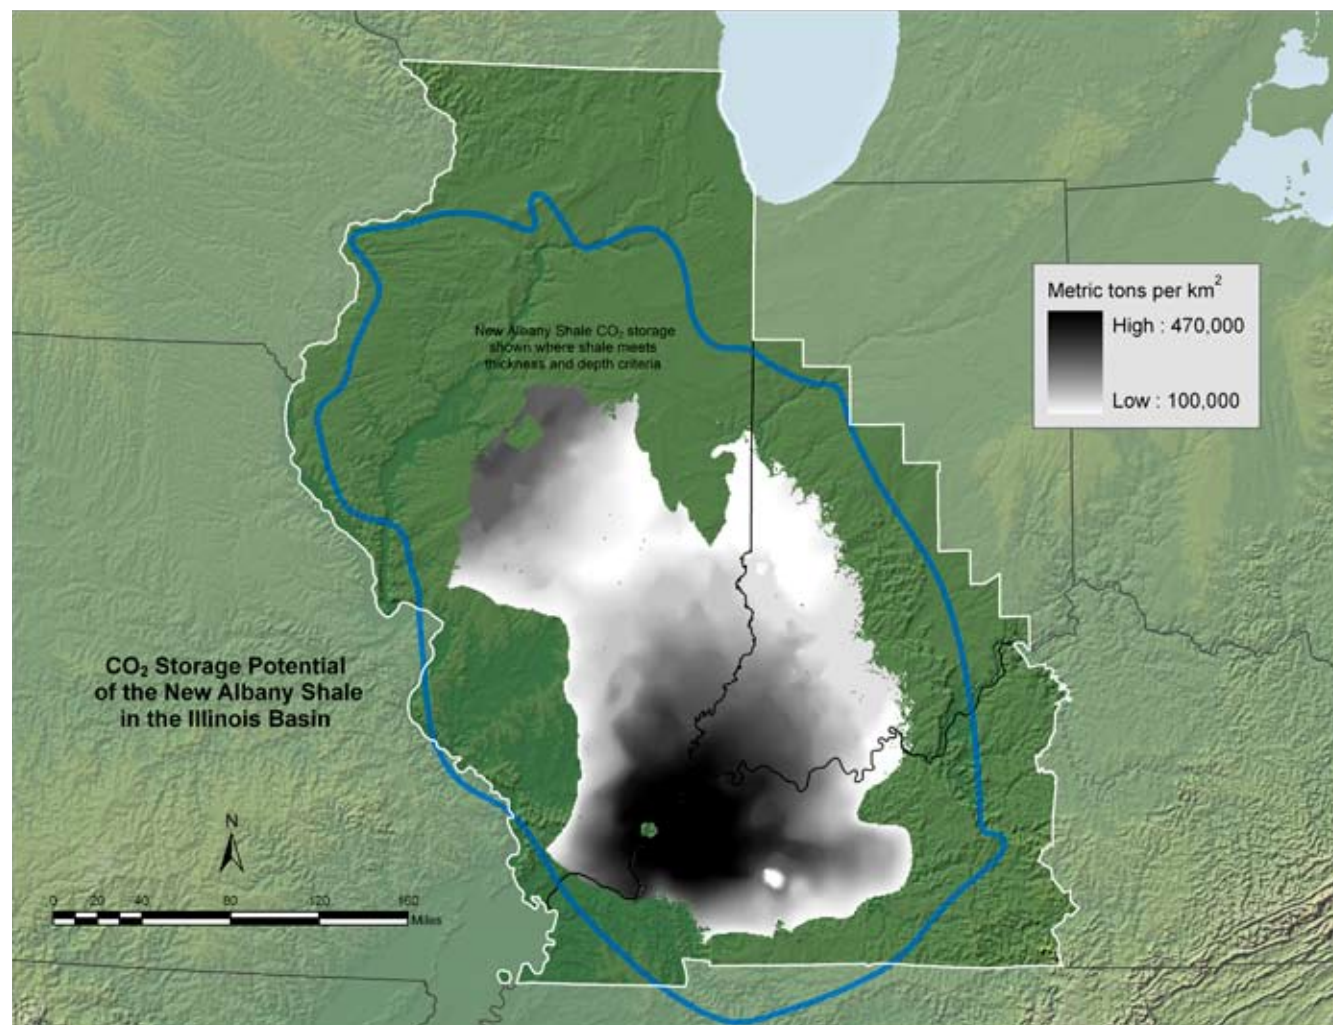 New Albany Shale CO₂ storage
shown where shale meets
thickness and depth criteria
Metric tons per km²
High : 470,000
Low : 100,000
CO₂ Storage Potential
of the New Albany Shale
in the Illinois Basin
N
0 20 40 80 120 160
Miles